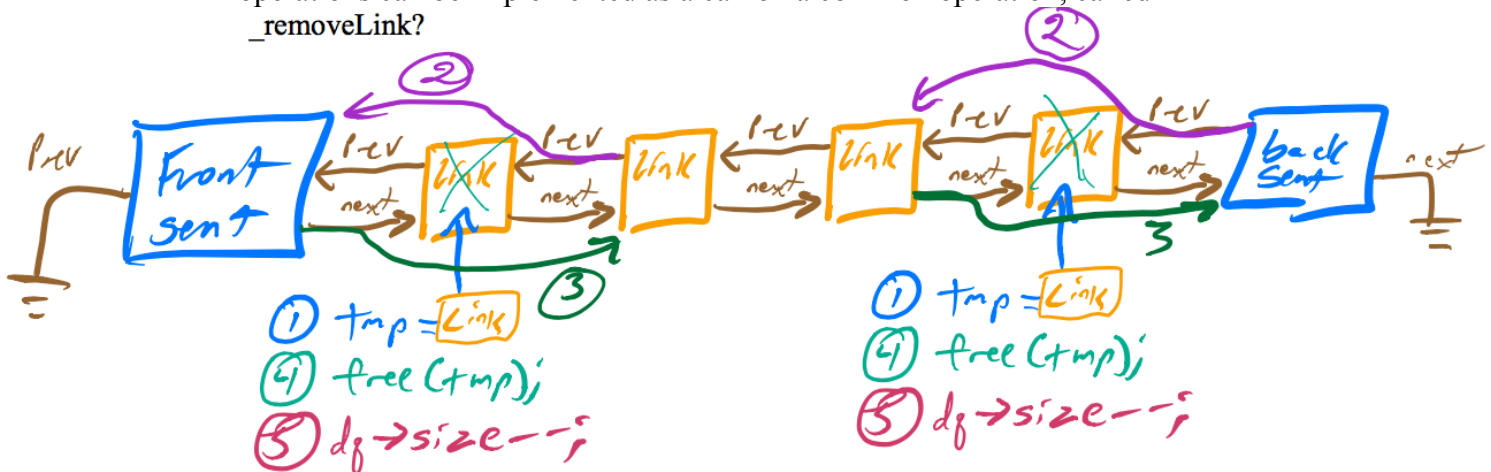 _removeLink?
2
2
Prev
Front
sent
Prev
next
Link
Prev
next
Link
Prev
next
Link
Prev
next
Link
Prev
next
back
sent
next
3
3
① tmp = Link
④ free(tmp);
⑤ dq→size--;
① tmp = Link
④ free(tmp);
⑤ dq→size--;